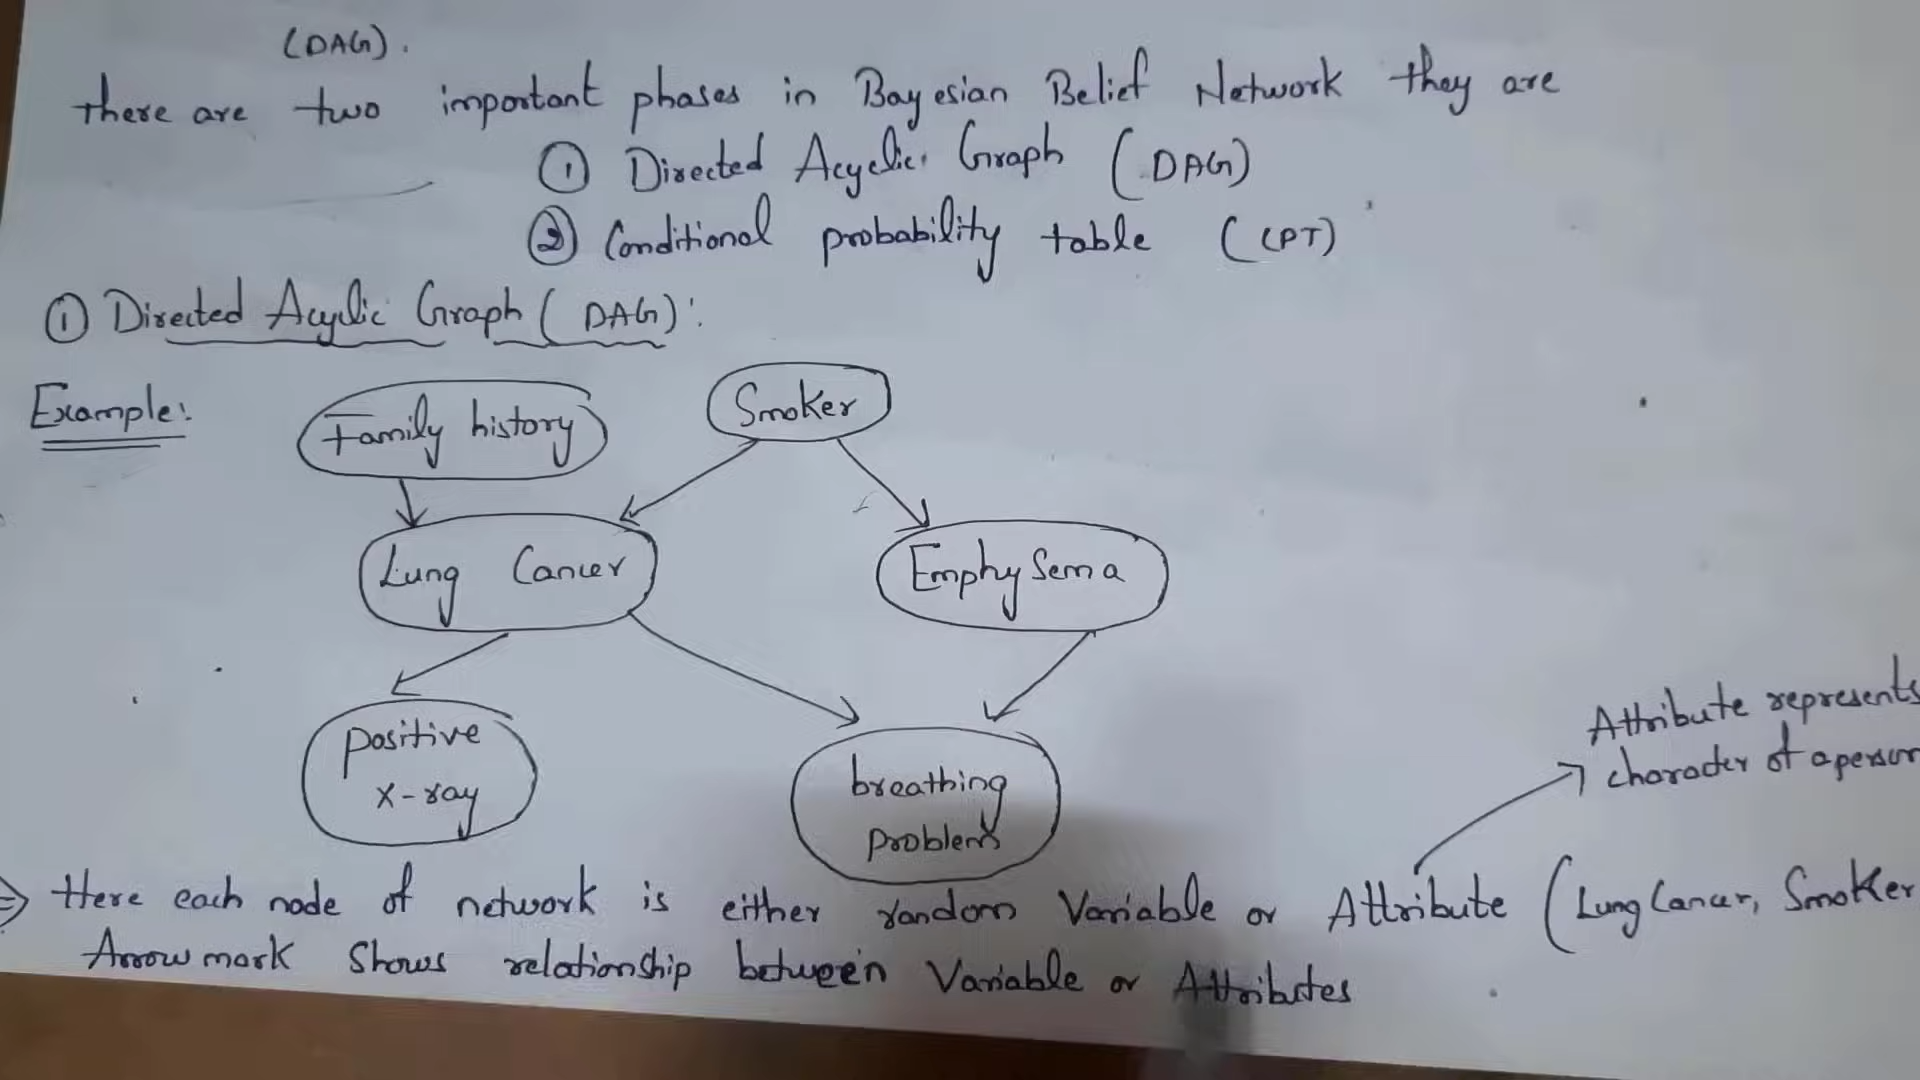 (DAG).
there are two important phases in Bayesian Belief Network they are
① Directed Acyclic Graph (DAG)
② Conditional probability table (CPT)
① Directed Acyclic Graph (DAG):
Example:
Family history
Smoker
Lung Cancer
Emphysema
positive
x-ray
breathing
problems
Attribute represents
character of a person
⇒ Here each node of network is either random Variable or Attribute (Lung Cancer, Smoker
Arrow mark Shows relationship between Variable or Attributes